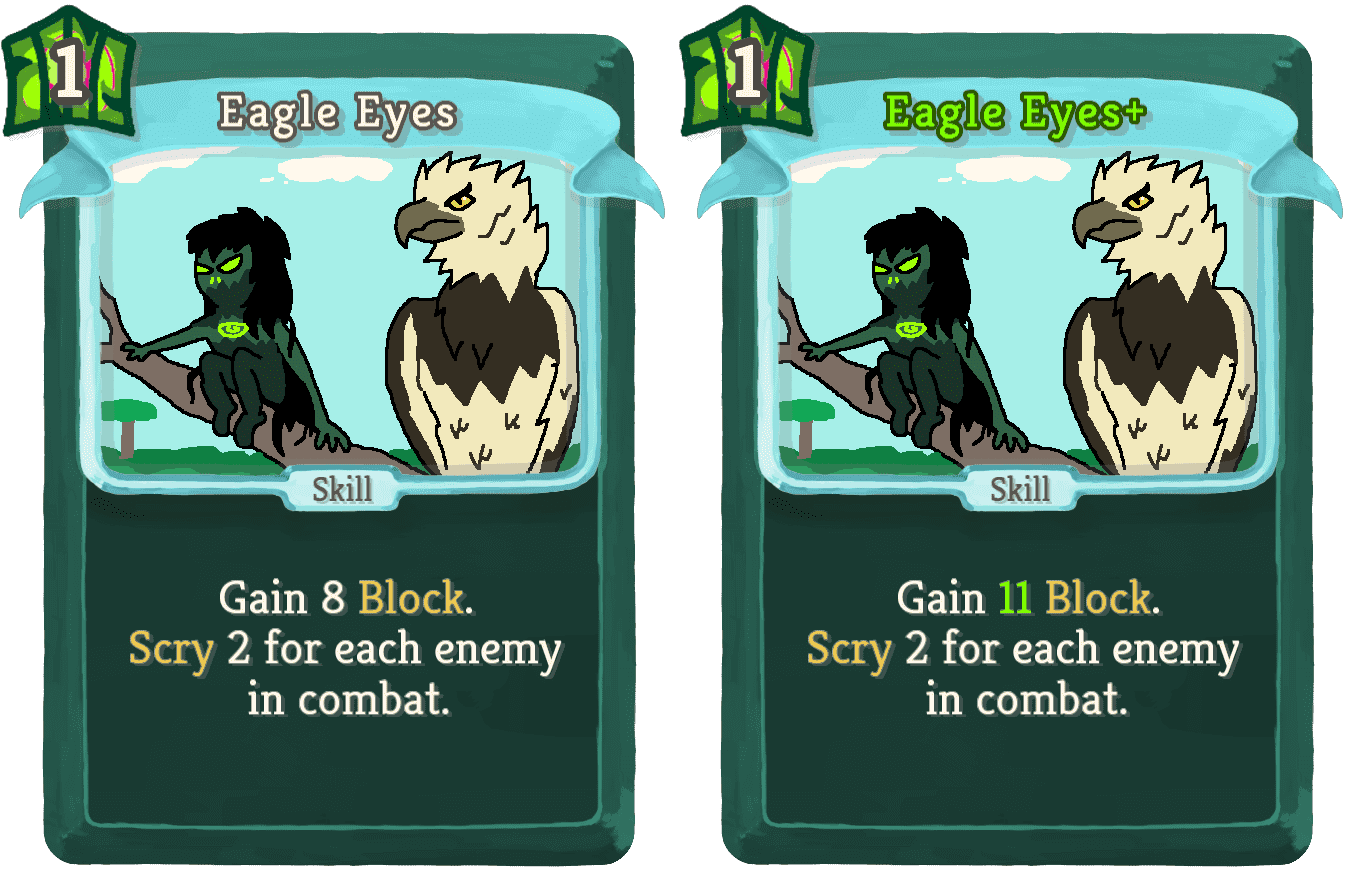 1
Eagle Eyes
Skill
Gain 8 Block.
Scry 2 for each enemy
in combat.
1
Eagle Eyes+
Skill
Gain 11 Block.
Scry 2 for each enemy
in combat.